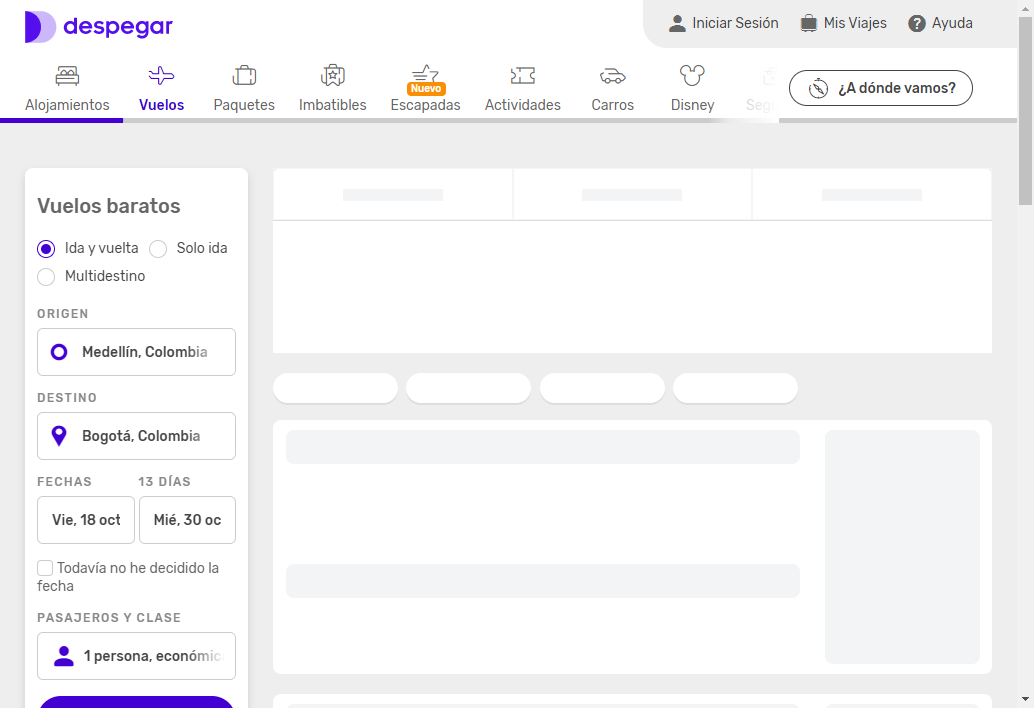 despegar
Iniciar Sesión
Mis Viajes
Ayuda
Alojamientos
Vuelos
Paquetes
Imbatibles
Nuevo
Escapadas
Actividades
Carros
Disney
¿A dónde vamos?
Vuelos baratos
Ida y vuelta
Solo ida
Multidestino
ORIGEN
Medellín, Colombia
DESTINO
Bogotá, Colombia
FECHAS
13 DÍAS
Vie, 18 oct
Mié, 30 oc
Todavía no he decidido la
fecha
PASAJEROS Y CLASE
1 persona, económic